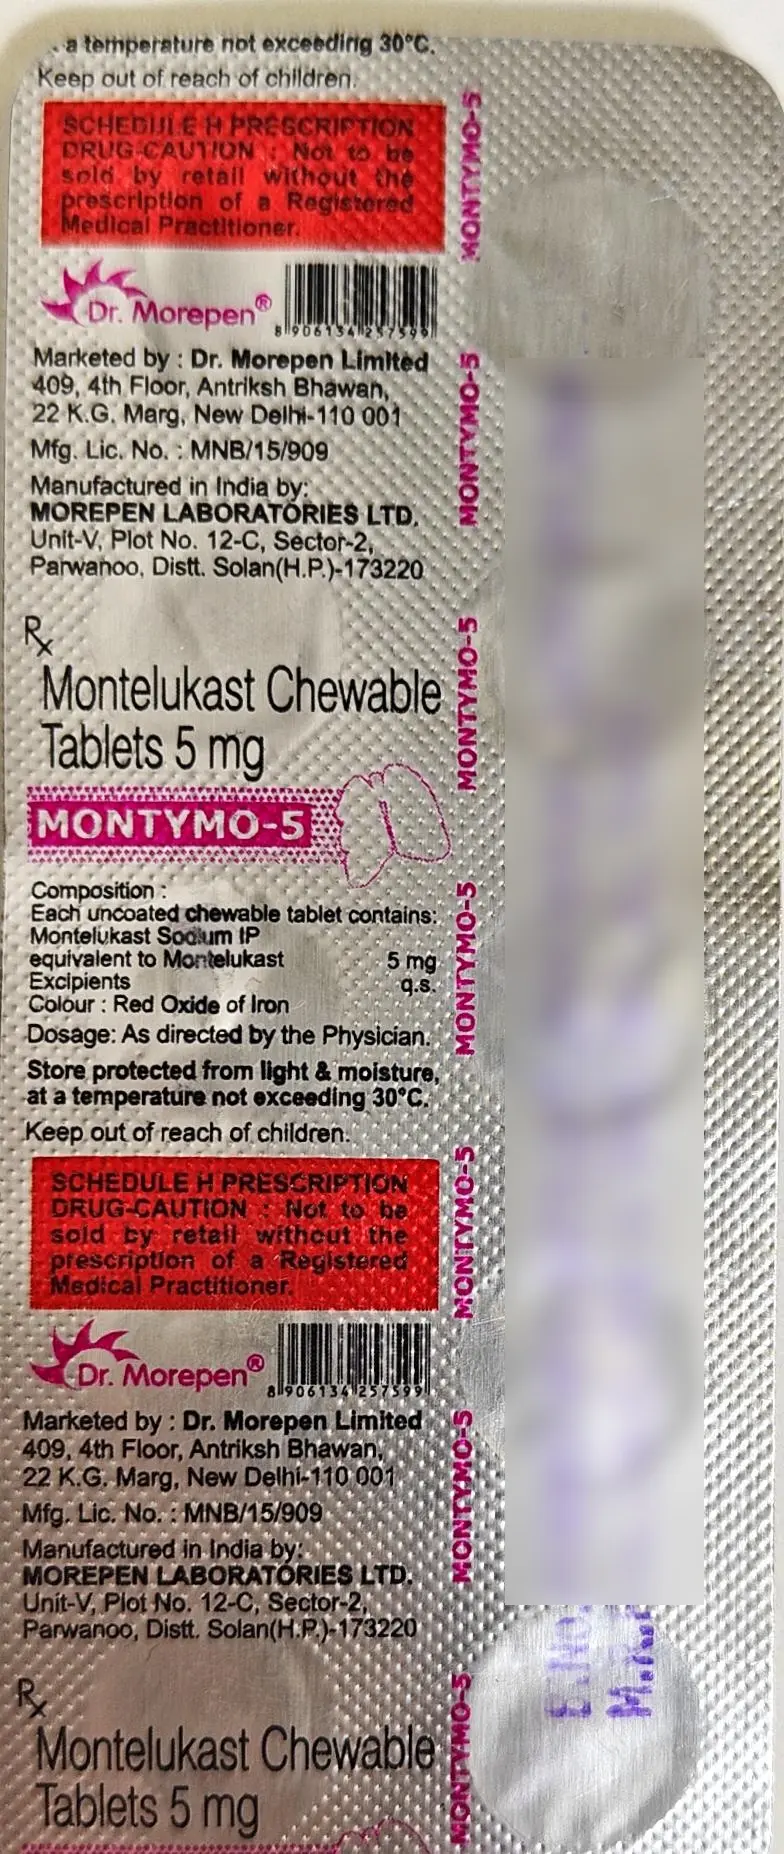 a temperature not exceeding 30°C.
Keep out of reach of children.
SCHEDULE H PRESCRIPTION
DRUG-CAUTION : Not to be
sold by retail without the
prescription of a Registered
Medical Practitioner.
Dr. Morepen®
8 906134 257599
Marketed by : Dr. Morepen Limited
409, 4th Floor, Antriksh Bhawan,
22 K.G. Marg, New Delhi-110 001
Mfg. Lic. No. : MNB/15/909
Manufactured in India by:
MOREPEN LABORATORIES LTD.
Unit-V, Plot No. 12-C, Sector-2,
Parwanoo, Distt. Solan(H.P.)-173220
Rx
Montelukast Chewable
Tablets 5 mg
MONTYMO-5
Composition :
Each uncoated chewable tablet contains:
Montelukast Sodium IP
equivalent to Montelukast 5 mg
Excipients q.s.
Colour : Red Oxide of Iron
Dosage: As directed by the Physician.
Store protected from light & moisture,
at a temperature not exceeding 30°C.
Keep out of reach of children.
SCHEDULE H PRESCRIPTION
DRUG-CAUTION : Not to be
sold by retail without the
prescription of a Registered
Medical Practitioner.
Dr. Morepen®
8 906134 257599
Marketed by : Dr. Morepen Limited
409, 4th Floor, Antriksh Bhawan,
22 K.G. Marg, New Delhi-110 001
Mfg. Lic. No. : MNB/15/909
Manufactured in India by:
MOREPEN LABORATORIES LTD.
Unit-V, Plot No. 12-C, Sector-2,
Parwanoo, Distt. Solan(H.P.)-173220
Rx
Montelukast Chewable
Tablets 5 mg
MONTYMO-5
MONTYMO-5
MONTYMO-5
MONTYMO-5
MONTYMO-5
MONTYMO-5
MONTYMO-5